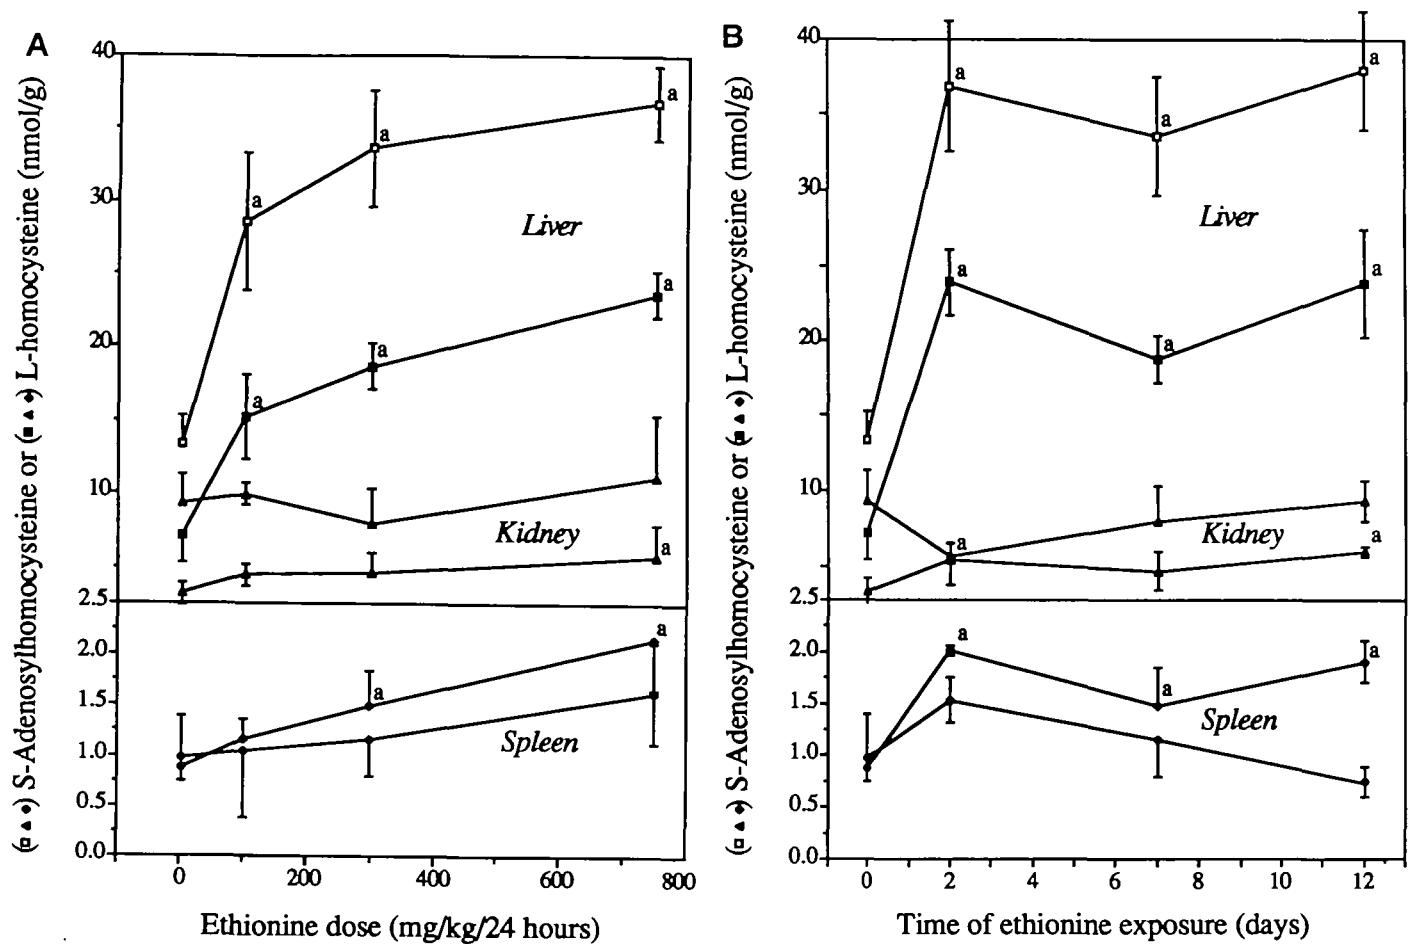 A
(□ ▲ ◆) S-Adenosylhomocysteine or (■ ▲ ◆) L-homocysteine (nmol/g)
40
30
20
10
2.5
2.0
1.5
1.0
0.5
0.0
a
a
a
a
a
a
Liver
Kidney
a
a
a
Spleen
0 200 400 600 800
Ethionine dose (mg/kg/24 hours)
B
(□ ▲ ◆) S-Adenosylhomocysteine or (■ ▲ ◆) L-homocysteine (nmol/g)
40
30
20
10
2.5
2.0
1.5
1.0
0.5
0.0
a
a
a
Liver
a
a
a
a
a
Kidney
a
a
a
Spleen
0 2 4 6 8 10 12
Time of ethionine exposure (days)